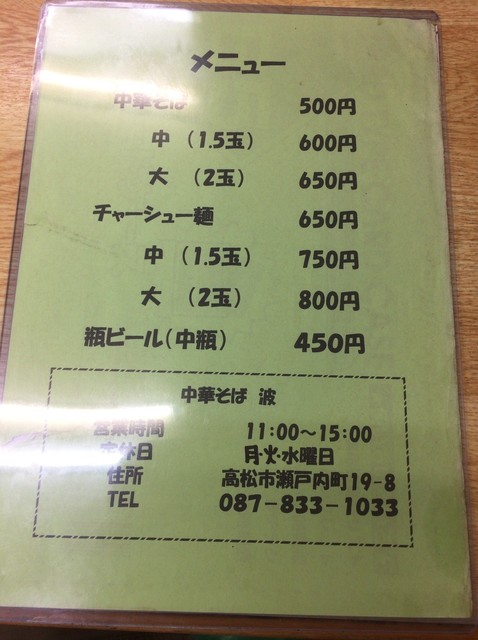 メニュー
中華そば 500円
中 （1.5玉） 600円
大 （2玉） 650円
チャーシュー麺 650円
中 （1.5玉） 750円
大 （2玉） 800円
瓶ビール（中瓶） 450円
中華そば 波
営業時間 11:00～15:00
定休日 月・火・水曜日
住所 高松市瀬戸内町19-8
TEL 087-833-1033